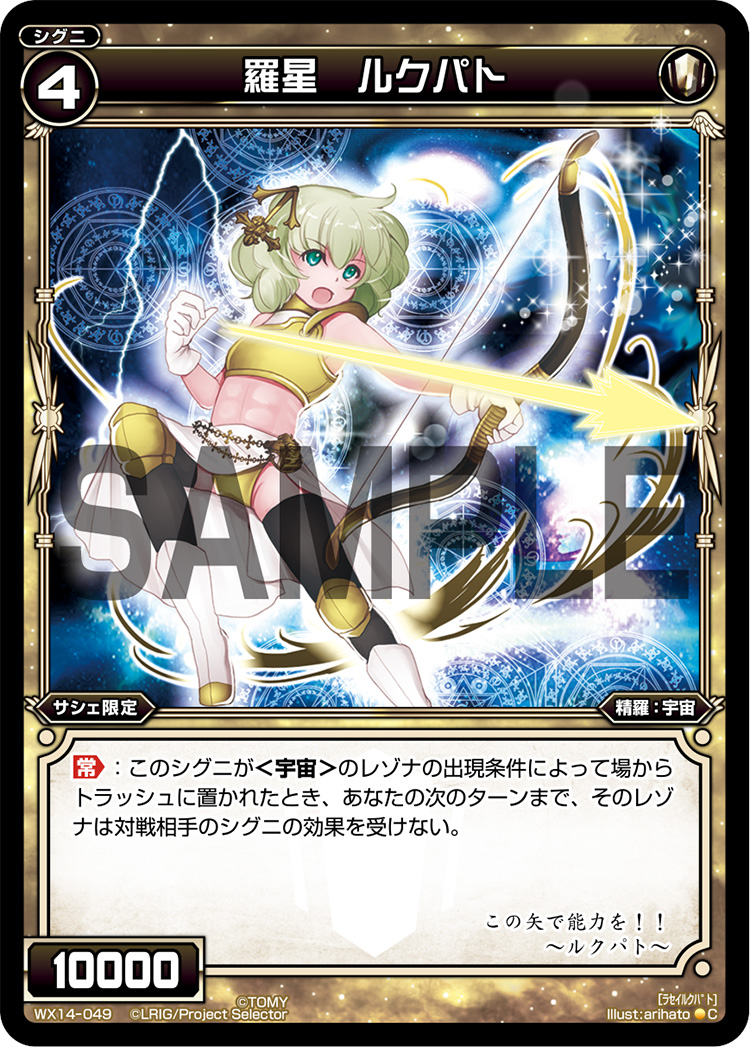 シグニ
4
羅星　ルクパト
SAMPLE
サシェ限定
精羅：宇宙
常：このシグニが＜宇宙＞のレゾナの出現条件によって場から
トラッシュに置かれたとき、あなたの次のターンまで、そのレゾ
ナは対戦相手のシグニの効果を受けない。
この矢で能力を！！
～ルクパト～
10000
WX14-049 ©LRIG/Project Selector
©TOMY
[ラセイルクパト]
Illust:arihato C